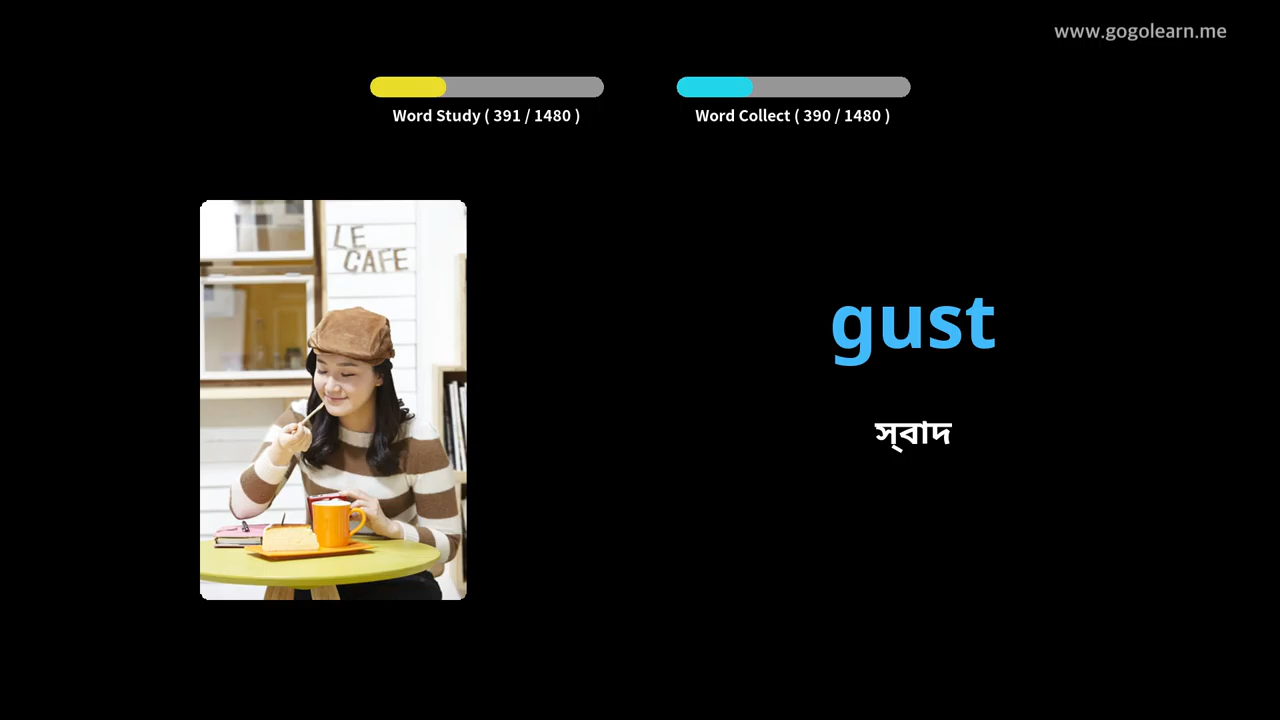 www.gogolearn.me
Word Study ( 391 / 1480 )
Word Collect ( 390 / 1480 )
LE
CAFE
gust
স্‌বাদ